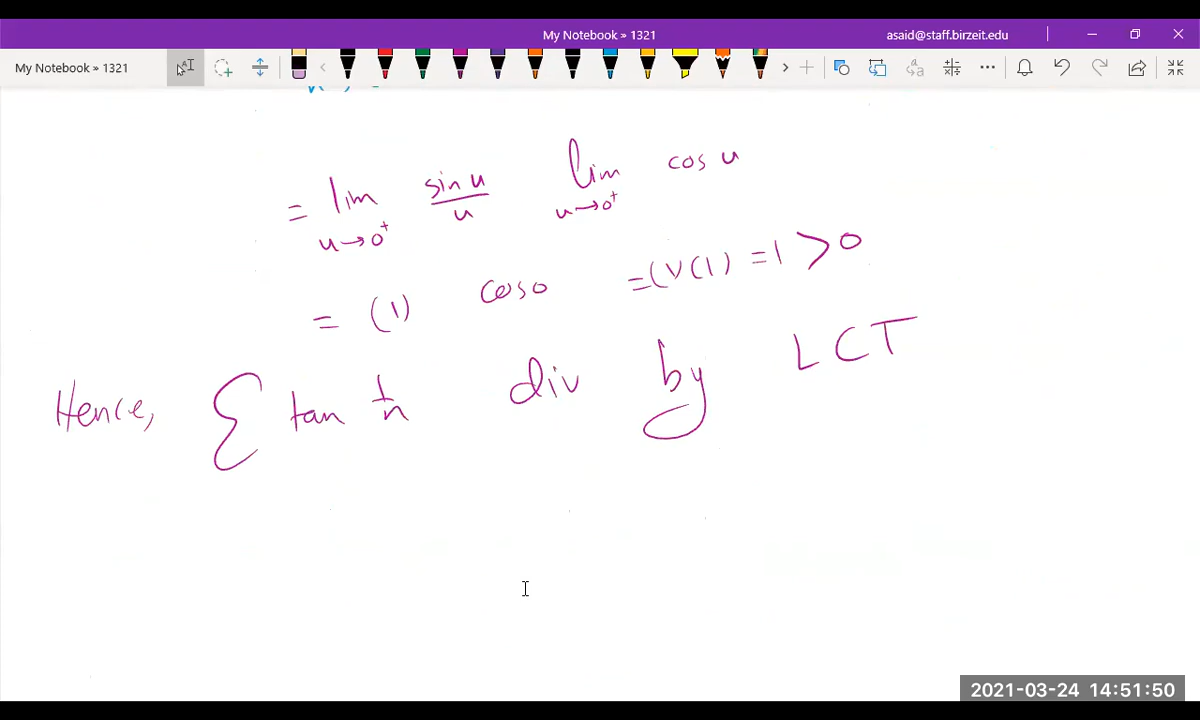 My Notebook » 1321
asaid@staff.birzeit.edu
My Notebook » 1321
= lim u→0⁺ sin u / u lim u→0⁺ cos u
= (1) cos 0 = (1)(1) = 1 > 0
Hence, Σ tan 1/n div by LCT
2021-03-24 14:51:50